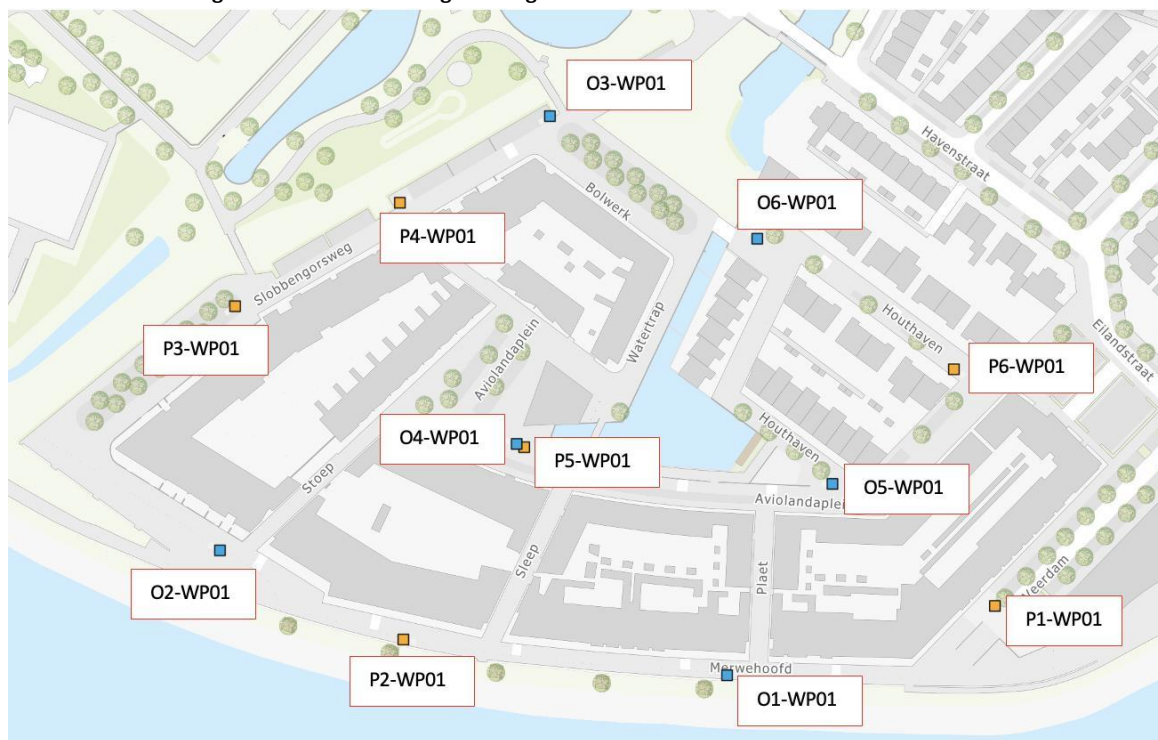 O3-WP01
Havenstraat
Bolwerk
O6-WP01
P4-WP01
Slobbengorsweg
Eilandstraat
Houthaven
P3-WP01
Watertrap
Aviolandaplein
P6-WP01
O4-WP01
P5-WP01
Houthaven
Stoep
O5-WP01
Aviolandaplein
Sleep
Plaet
Neerdam
O2-WP01
P1-WP01
P2-WP01
Merwehoofd
O1-WP01